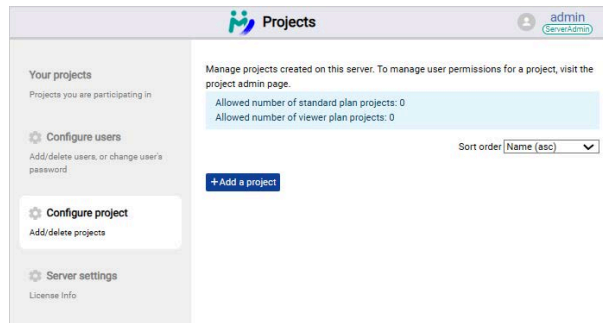 Projects
admin
ServerAdmin
Your projects
Projects you are participating in
Configure users
Add/delete users, or change user's
password
Configure project
Add/delete projects
Server settings
License Info
Manage projects created on this server. To manage user permissions for a project, visit the
project admin page.
Allowed number of standard plan projects: 0
Allowed number of viewer plan projects: 0
Sort order Name (asc)
+Add a project